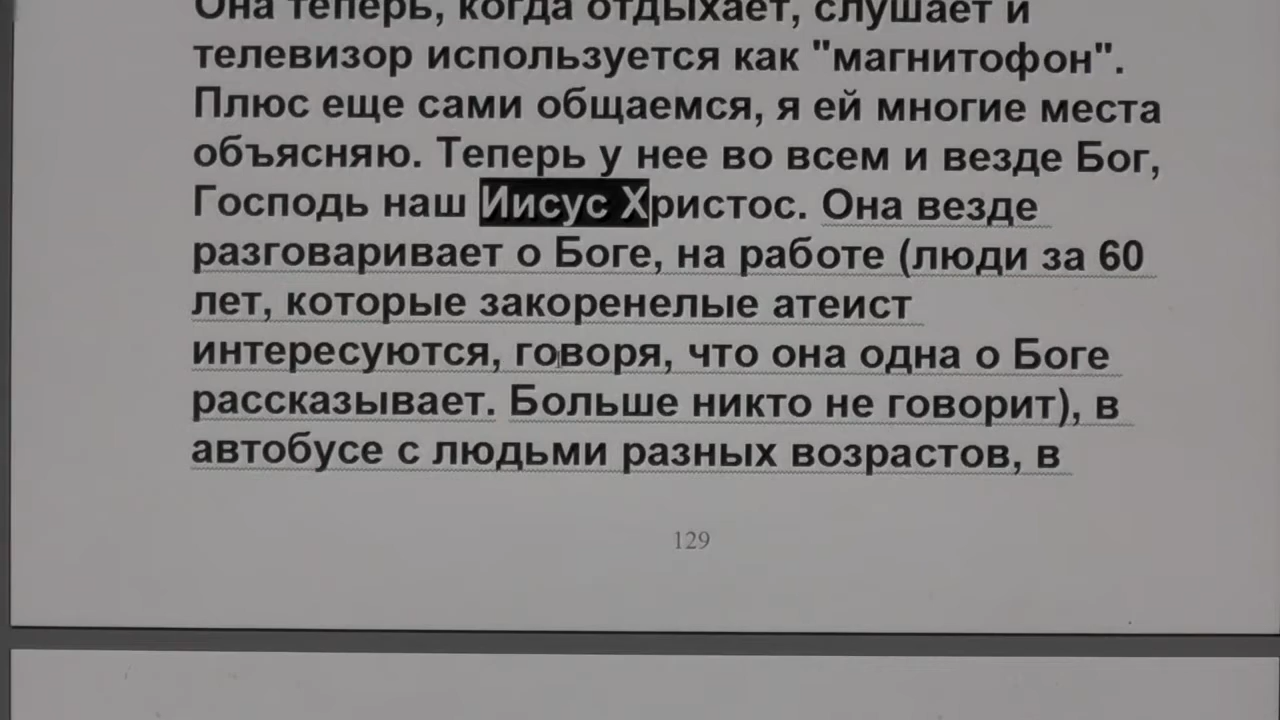 Она теперь, когда отдыхает, слушает и
телевизор используется как "магнитофон".
Плюс еще сами общаемся, я ей многие места
объясняю. Теперь у нее во всем и везде Бог,
Господь наш Иисус Христос. Она везде
разговаривает о Боге, на работе (люди за 60
лет, которые закоренелые атеист
интересуются, говоря, что она одна о Боге
рассказывает. Больше никто не говорит), в
автобусе с людьми разных возрастов, в
129